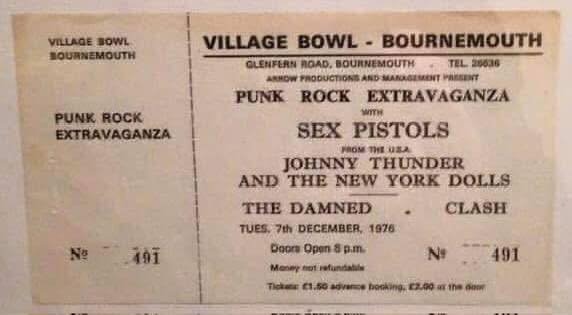 VILLAGE BOWL
BOURNEMOUTH
PUNK ROCK
EXTRAVAGANZA
Nº 491
VILLAGE BOWL - BOURNEMOUTH
GLENFERN ROAD, BOURNEMOUTH . TEL. 26636
ARROW PRODUCTIONS AND MANAGEMENT PRESENT
PUNK ROCK EXTRAVAGANZA
WITH
SEX PISTOLS
FROM THE U.S.A.
JOHNNY THUNDER
AND THE NEW YORK DOLLS
THE DAMNED . CLASH
TUES. 7th DECEMBER, 1976
Doors Open 8 p.m.
Money not refundable
Nº 491
Tickets: £1.50 advance booking, £2.00 at the door